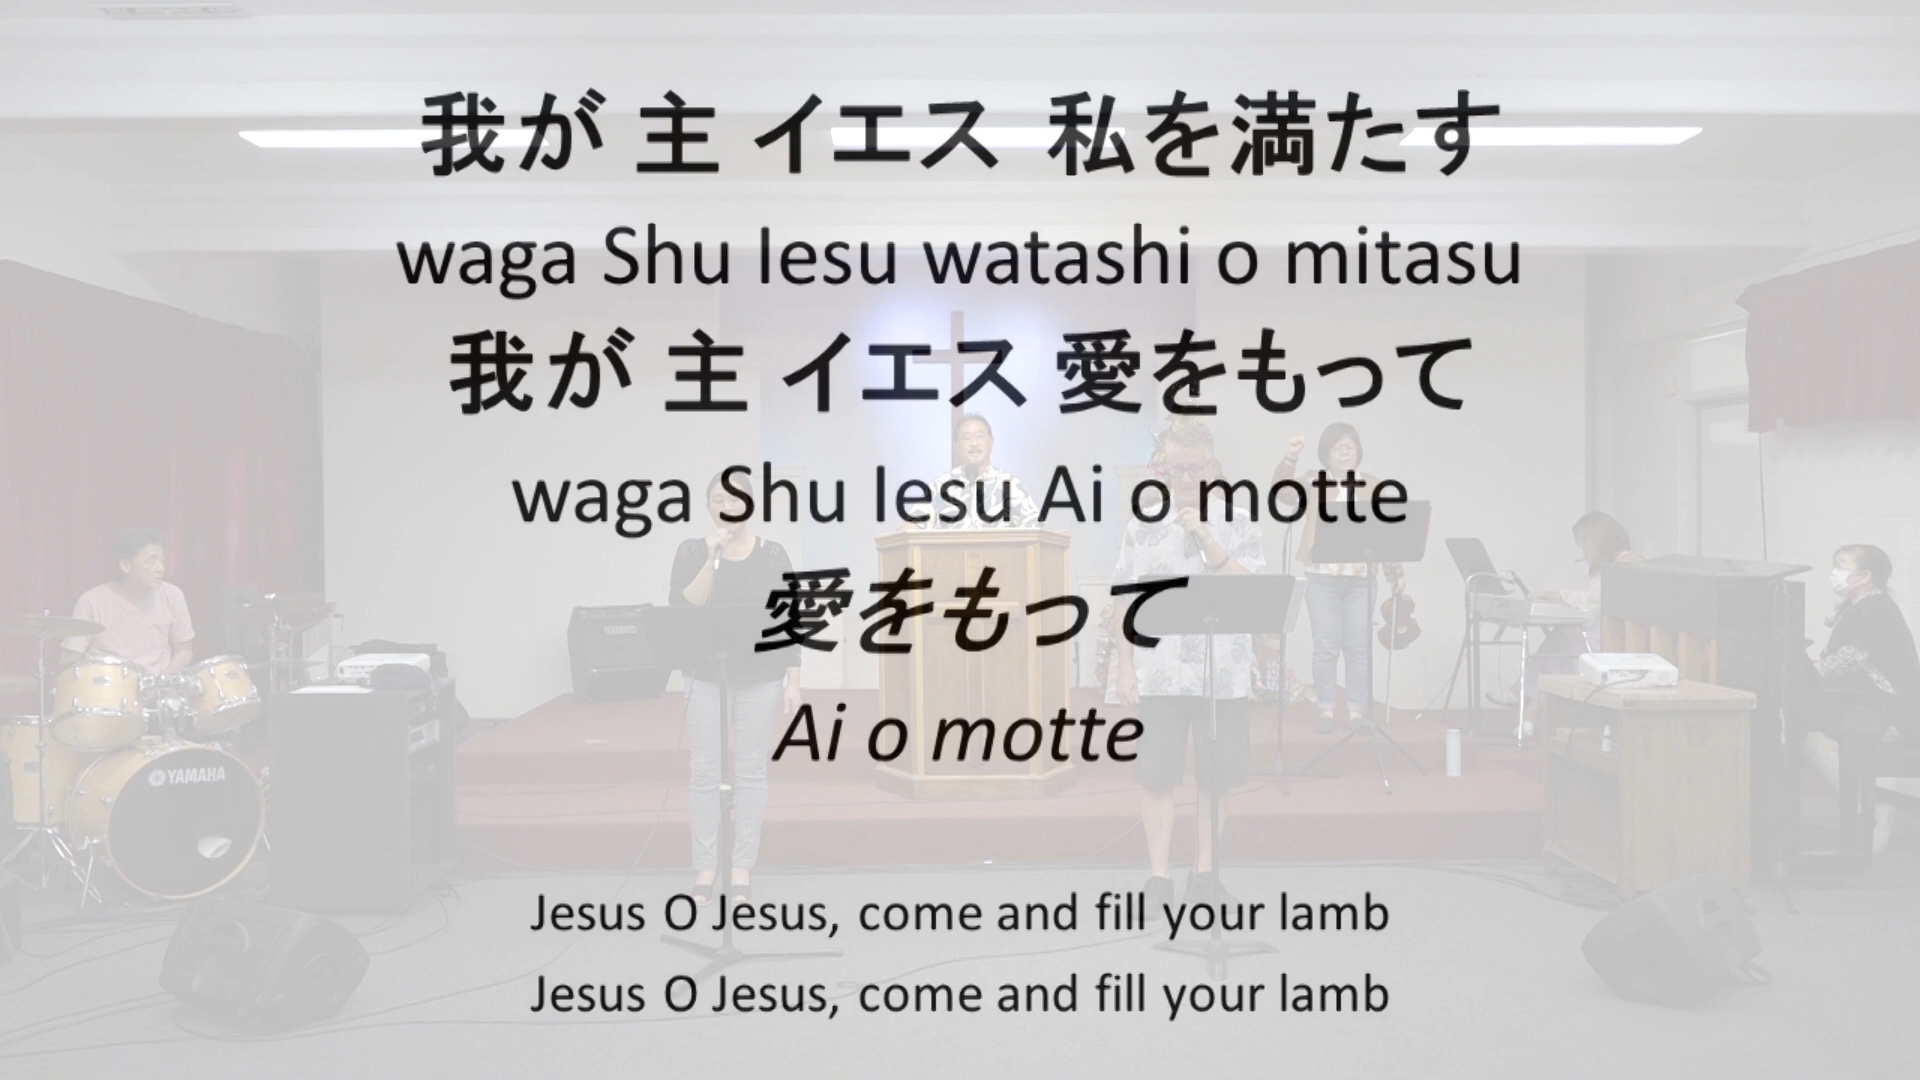 我が 主 イエス 私を満たす
waga Shu Iesu watashi o mitasu
我が 主 イエス 愛をもって
waga Shu Iesu Ai o motte
愛をもって
Ai o motte
YAMAHA
Jesus O Jesus, come and fill your lamb
Jesus O Jesus, come and fill your lamb